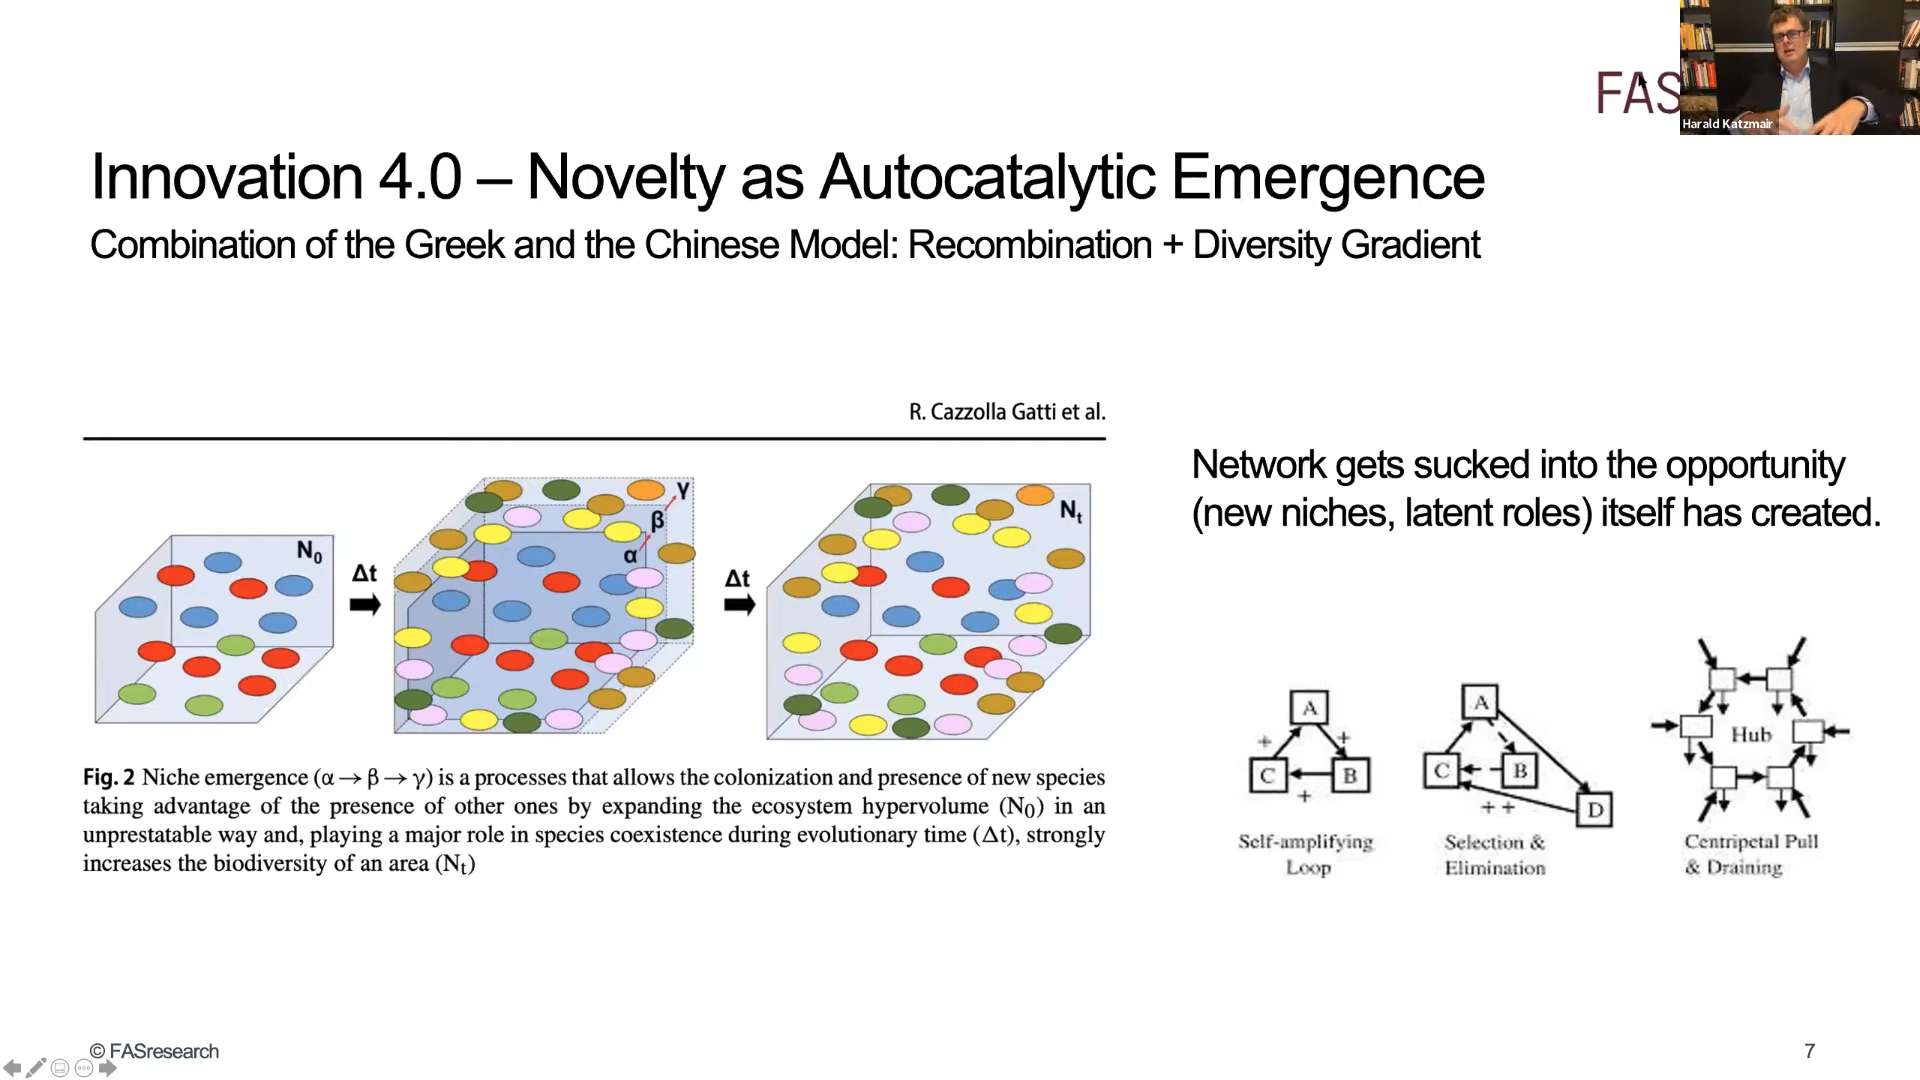 FAS
Harald Katzmair
Innovation 4.0 – Novelty as Autocatalytic Emergence
Combination of the Greek and the Chinese Model: Recombination + Diversity Gradient
R. Cazzolla Gatti et al.
Network gets sucked into the opportunity
(new niches, latent roles) itself has created.
N0
Δt
α
β
γ
Δt
Nt
Fig. 2 Niche emergence (α → β → γ) is a processes that allows the colonization and presence of new species
taking advantage of the presence of other ones by expanding the ecosystem hypervolume (N0) in an
unprestatable way and, playing a major role in species coexistence during evolutionary time (Δt), strongly
increases the biodiversity of an area (Nt)
A
+ +
C B
+
Self-amplifying
Loop
A
C B
+ +
D
Selection &
Elimination
Hub
Centripetal Pull
& Draining
© FASresearch
7